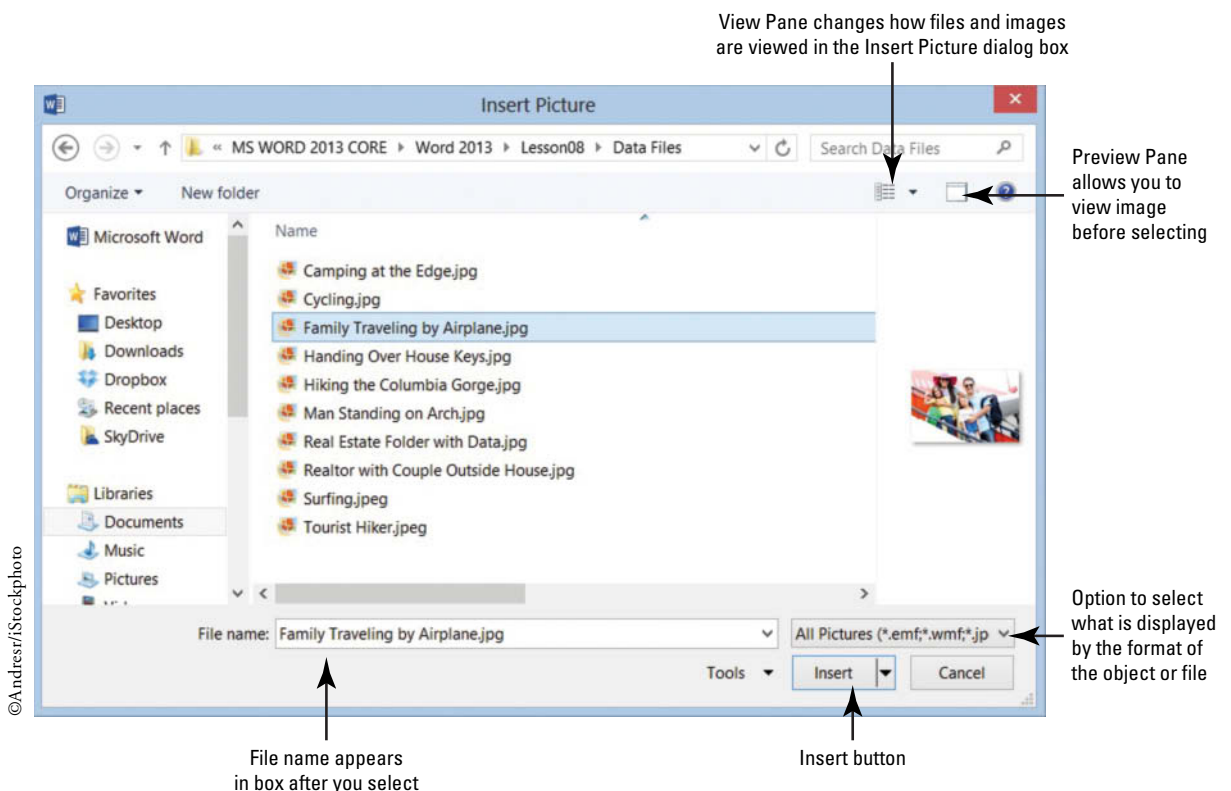 View Pane changes how files and images
are viewed in the Insert Picture dialog box
Insert Picture
« MS WORD 2013 CORE Word 2013 Lesson08 Data Files
Search Data Files
Organize
New folder
Preview Pane
allows you to
view image
before selecting
Microsoft Word
Favorites
Desktop
Downloads
Dropbox
Recent places
SkyDrive
Libraries
Documents
Music
Pictures
Name
Camping at the Edge.jpg
Cycling.jpg
Family Traveling by Airplane.jpg
Handing Over House Keys.jpg
Hiking the Columbia Gorge.jpg
Man Standing on Arch.jpg
Real Estate Folder with Data.jpg
Realtor with Couple Outside House.jpg
Surfing.jpeg
Tourist Hiker.jpeg
File name: Family Traveling by Airplane.jpg
All Pictures (*.emf;*.wmf;*.jp
Tools
Insert
Cancel
Option to select
what is displayed
by the format of
the object or file
©Andresr/iStockphoto
File name appears
in box after you select
Insert button